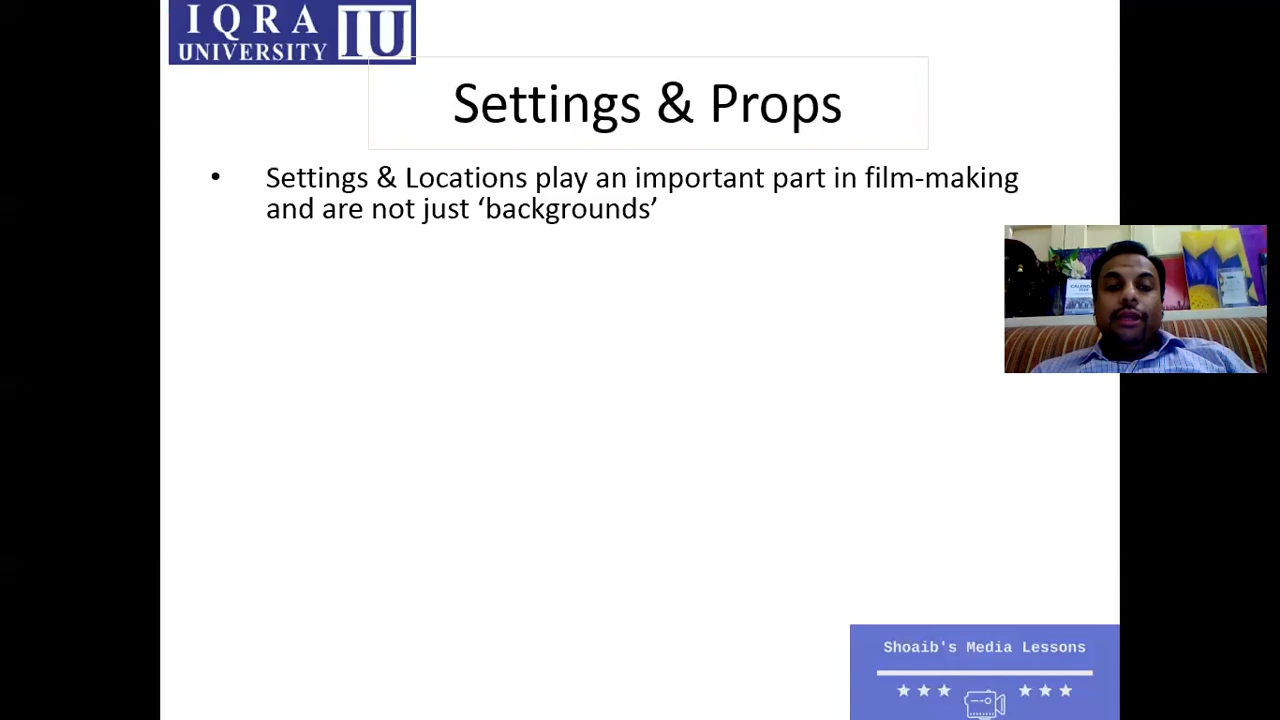 IQRA
UNIVERSITY IU
Settings & Props
• Settings & Locations play an important part in film-making
and are not just ‘backgrounds’
Shoaib's Media Lessons